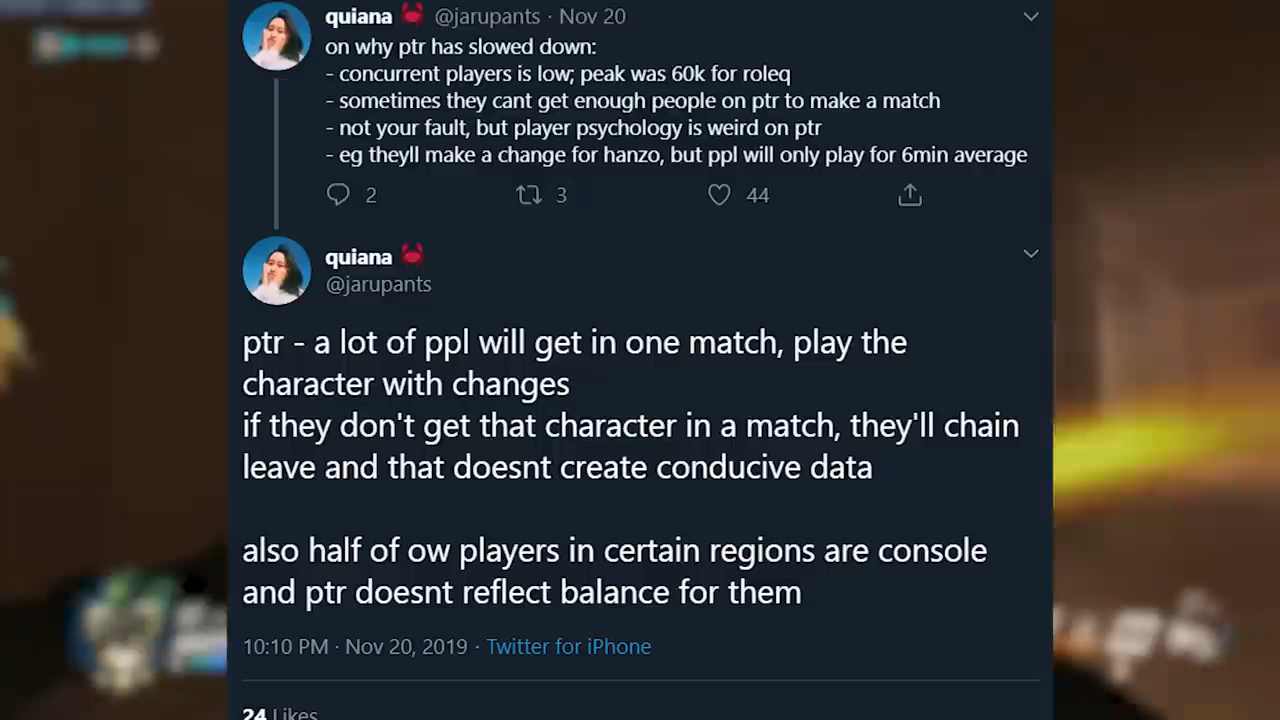 quiana @jarupants · Nov 20
on why ptr has slowed down:
- concurrent players is low; peak was 60k for roleq
- sometimes they cant get enough people on ptr to make a match
- not your fault, but player psychology is weird on ptr
- eg theyll make a change for hanzo, but ppl will only play for 6min average
2 3 44
quiana
@jarupants
ptr - a lot of ppl will get in one match, play the
character with changes
if they don't get that character in a match, they'll chain
leave and that doesnt create conducive data
also half of ow players in certain regions are console
and ptr doesnt reflect balance for them
10:10 PM · Nov 20, 2019 · Twitter for iPhone
24 Likes